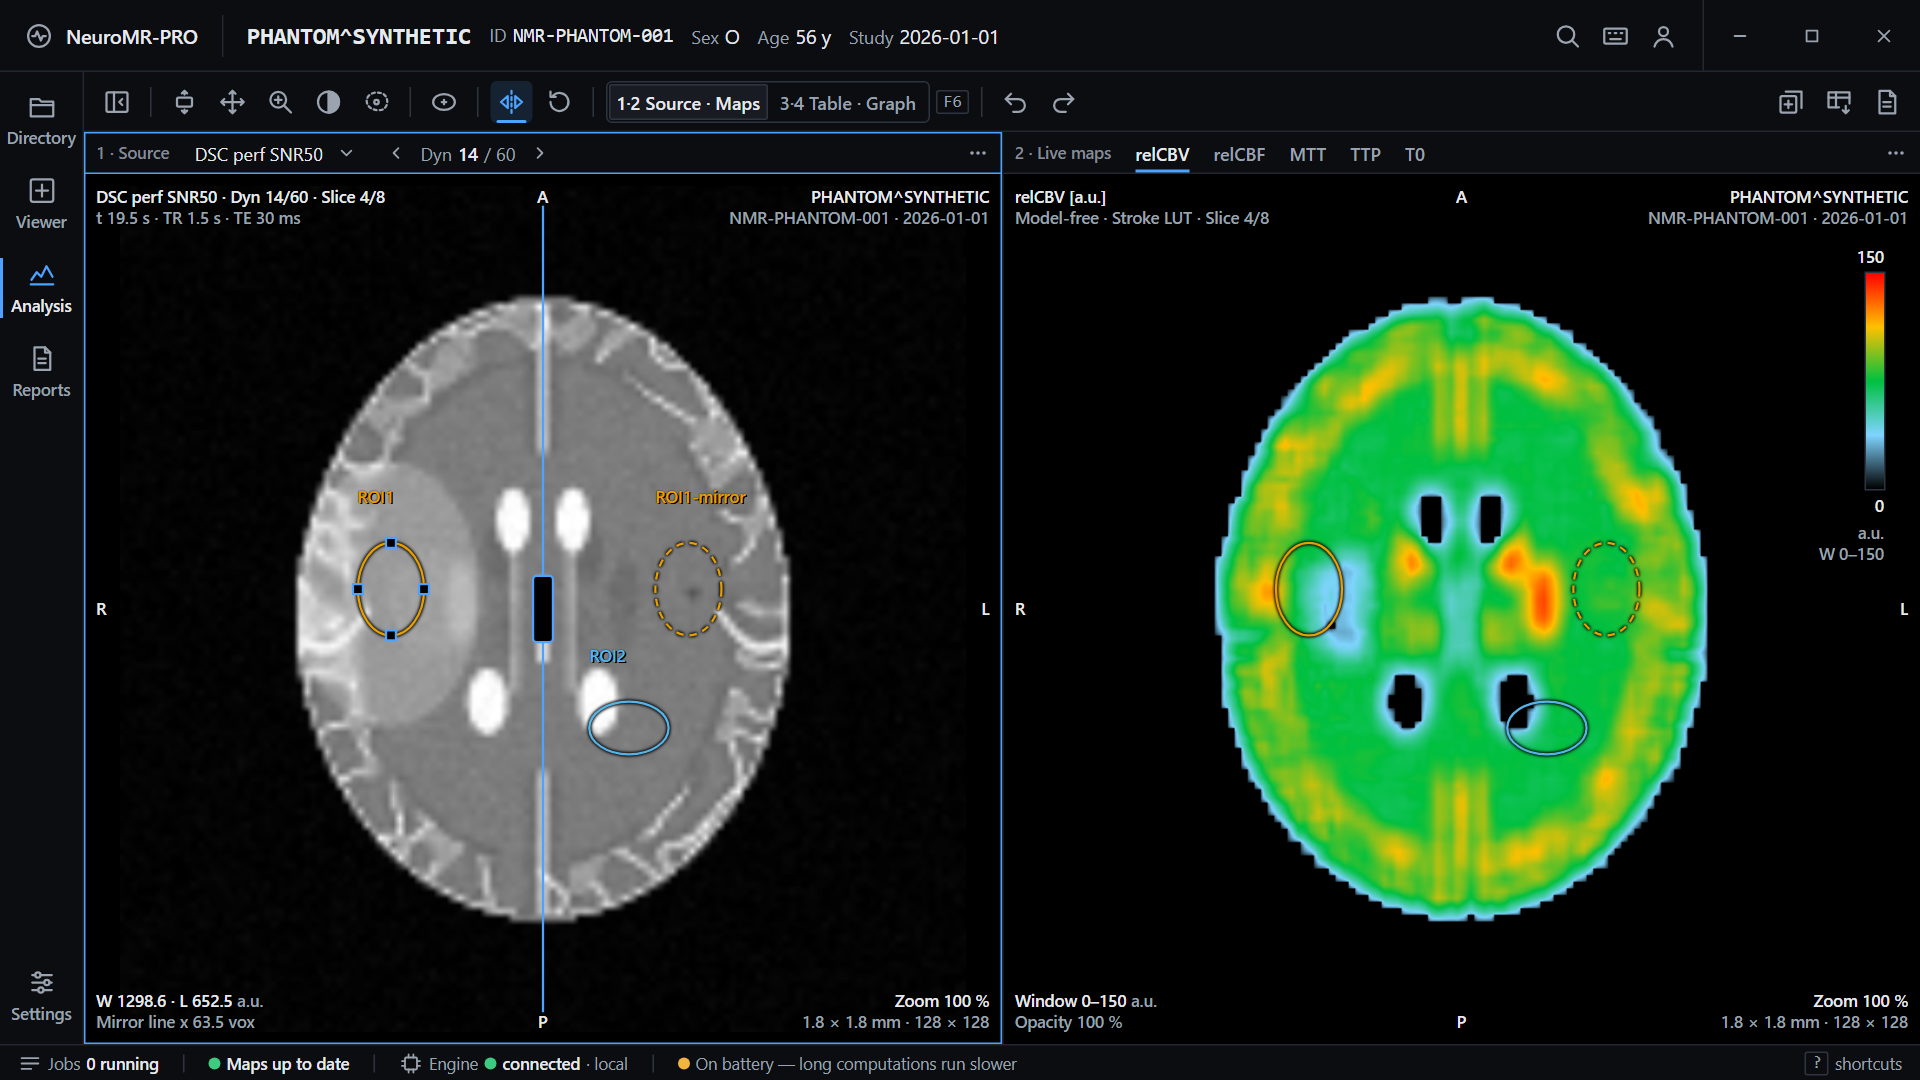 NeuroMR-PRO
PHANTOM^SYNTHETIC ID NMR-PHANTOM-001 Sex O Age 56 y Study 2026-01-01
1·2 Source · Maps 3·4 Table · Graph F6
Directory
Viewer
Analysis
Reports
Settings
1 · Source DSC perf SNR50 Dyn 14 / 60
DSC perf SNR50 · Dyn 14/60 · Slice 4/8
t 19.5 s · TR 1.5 s · TE 30 ms
A
PHANTOM^SYNTHETIC
NMR-PHANTOM-001 · 2026-01-01
ROI1
ROI1-mirror
ROI2
R
L
W 1298.6 · L 652.5 a.u.
Mirror line x 63.5 vox
P
Zoom 100 %
1.8 × 1.8 mm · 128 × 128
2 · Live maps relCBV relCBF MTT TTP T0
relCBV [a.u.]
Model-free · Stroke LUT · Slice 4/8
A
PHANTOM^SYNTHETIC
NMR-PHANTOM-001 · 2026-01-01
150
0
a.u.
W 0–150
R
L
Window 0–150 a.u.
Opacity 100 %
P
Zoom 100 %
1.8 × 1.8 mm · 128 × 128
Jobs 0 running Maps up to date Engine connected · local On battery — long computations run slower ? shortcuts